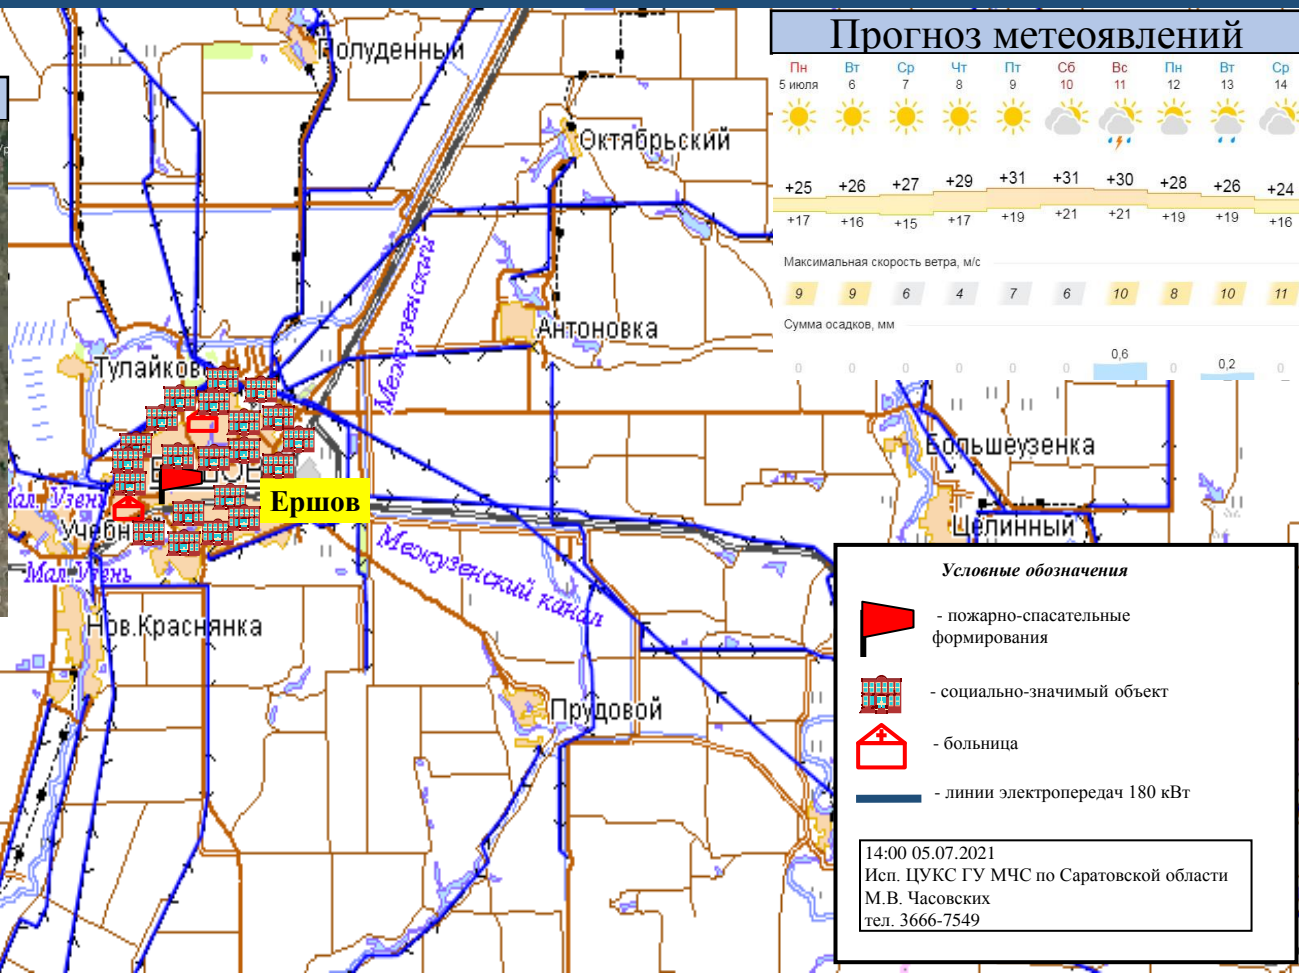 Прогноз метеоявлений
Пн Вт Ср Чт Пт Сб Вс Пн Вт Ср
5 июля 6 7 8 9 10 11 12 13 14
+25 +26 +27 +29 +31 +31 +30 +28 +26 +24
+17 +16 +15 +17 +19 +21 +21 +19 +19 +16
Максимальная скорость ветра, м/с
9 9 6 4 7 6 10 8 10 11
Сумма осадков, мм
0 0 0 0 0 0 0,6 0 0,2 0
Полуденный
Октябрьский
Межузенский
Антоновка
Тулайков
Большеузенка
Ершов
Мал. Узень
Учебн
Целинный
Межузенский канал
Мал. Узень
Нов.Краснянка
Прудовой
Условные обозначения
- пожарно-спасательные
формирования
- социально-значимый объект
- больница
- линии электропередач 180 кВт
14:00 05.07.2021
Исп. ЦУКС ГУ МЧС по Саратовской области
М.В. Часовских
тел. 3666-7549